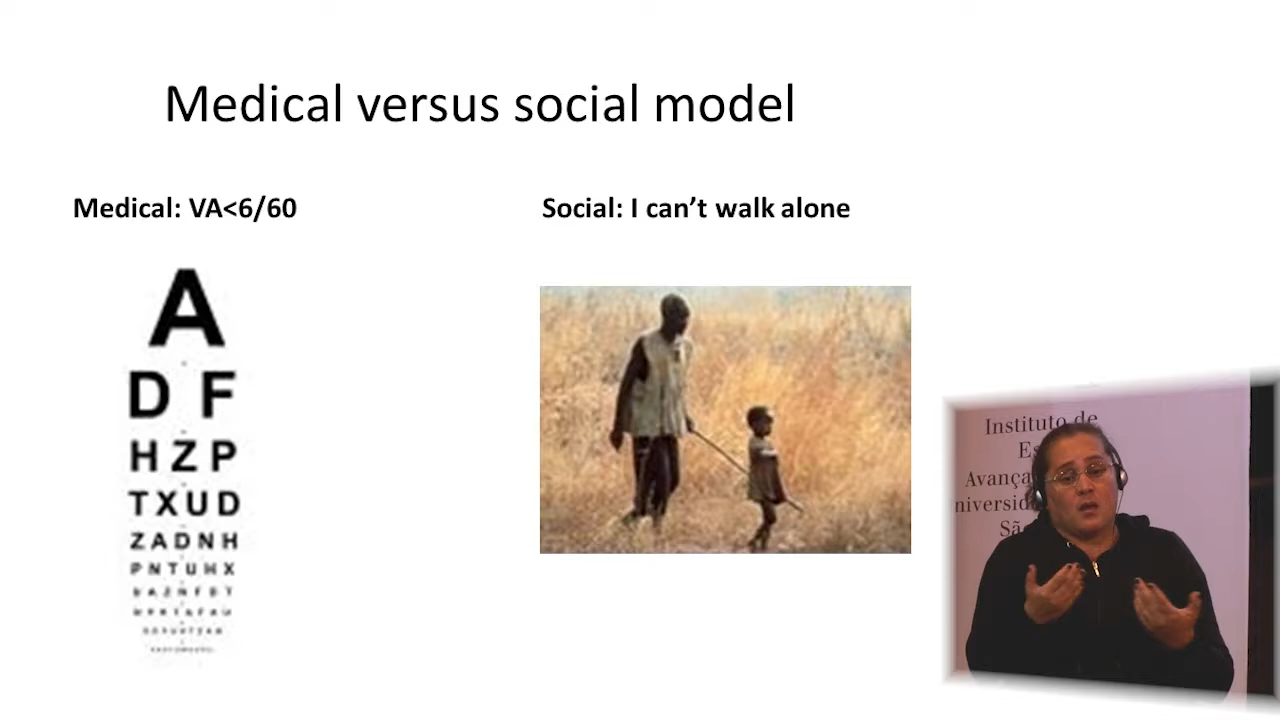 Medical versus social model
Medical: VA<6/60
Social: I can’t walk alone
A
D F
H Z P
T X U D
Z A D N H
P N T U H X
Instituto de
Es
Avança
niversid
Sã